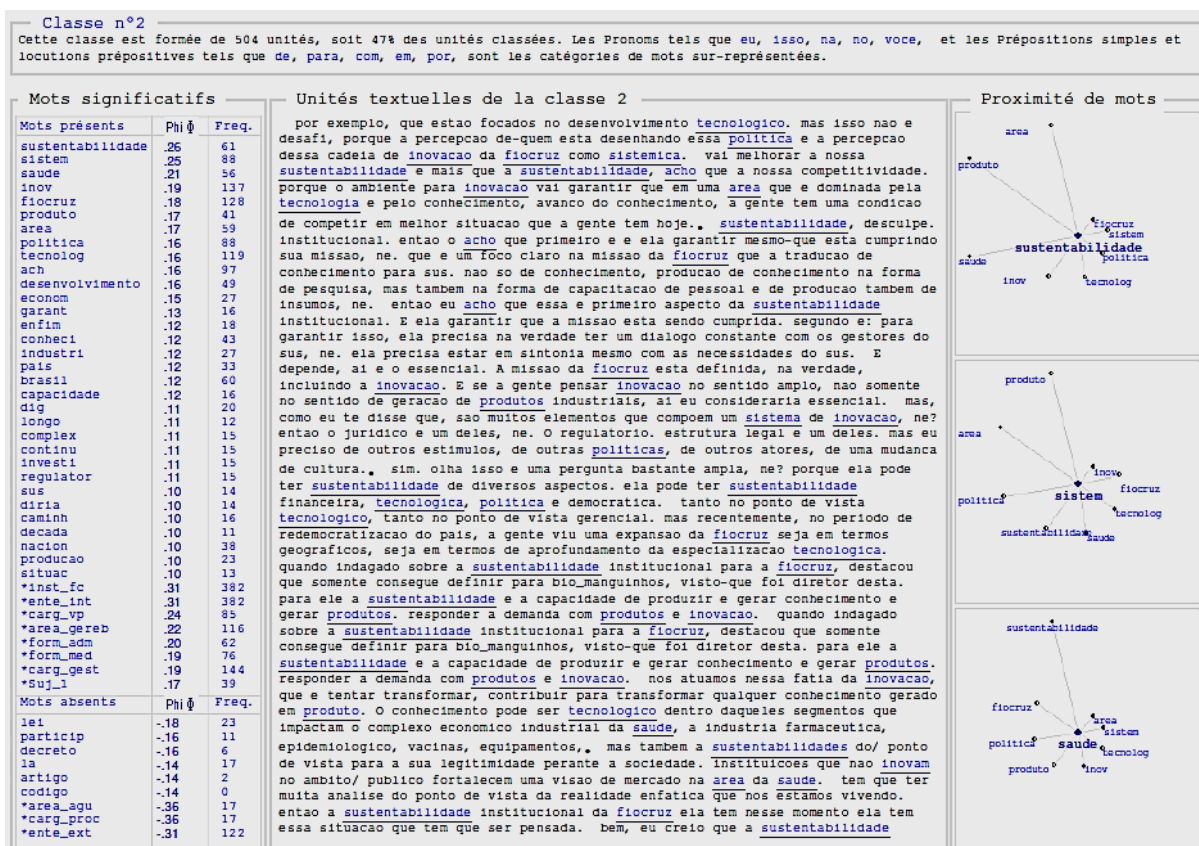 Classe n°2
Cette classe est formée de 504 unités, soit 47% des unités classées. Les Pronoms tels que eu, isso, na, no, voce, et les Prépositions simples et
locutions prépositives tels que de, para, com, em, por, sont les catégories de mots sur-représentées.
Mots significatifs
Mots présents Phi Φ Freq.
sustentabilidade .26 61
sistem .25 88
saude .21 56
inov .19 137
fiocruz .18 128
produto .17 41
area .17 59
politica .16 88
tecnolog .16 119
ach .16 97
desenvolvimento .16 49
econom .15 27
garant .13 16
enfim .12 18
conheci .12 43
industri .12 27
pais .12 33
brasil .12 60
capacidade .12 16
dig .11 20
longo .11 12
complex .11 15
continu .11 15
investi .11 15
regulator .11 15
sus .10 14
diria .10 14
caminh .10 16
decada .10 11
nacion .10 38
producao .10 23
situac .10 13
*inst_fc .31 382
*ente_int .31 382
*carg_vp .24 85
*area_gereb .22 116
*form_adm .20 62
*form_med .19 76
*carg_gest .19 144
*Suj_1 .17 39
Mots absents Phi Φ Freq.
lei -.18 23
particip -.16 11
decreto -.16 6
la -.14 17
artigo -.14 2
codigo -.14 0
*area_agu -.36 17
*carg_proc -.36 17
*ente_ext -.31 122
Unités textuelles de la classe 2
por exemplo, que estao focados no desenvolvimento tecnologico. mas isso nao e
desafi, porque a percepcao de-quem esta desenhando essa politica e a percepcao
dessa cadeia de inovacao da fiocruz como sistemica. vai melhorar a nossa
sustentabilidade e mais que a sustentabilidade, acho que a nossa competitividade.
porque o ambiente para inovacao vai garantir que em uma area que e dominada pela
tecnologia e pelo conhecimento, avanco do conhecimento, a gente tem uma condicao
de competir em melhor situacao que a gente tem hoje.. sustentabilidade, desculpe.
institucional. entao o acho que primeiro e e ela garantir mesmo-que esta cumprindo
sua missao, ne. que e um foco claro na missao da fiocruz que a traducao de
conhecimento para sus. nao so de conhecimento, producao de conhecimento na forma
de pesquisa, mas tambem na forma de capacitacao de pessoal e de producao tambem de
insumos, ne. entao eu acho que essa e primeiro aspecto da sustentabilidade
institucional. E ela garantir que a missao esta sendo cumprida. segundo e: para
garantir isso, ela precisa na verdade ter um dialogo constante com os gestores do
sus, ne. ela precisa estar em sintonia mesmo com as necessidades do sus. E
depende, ai e o essencial. A missao da fiocruz esta definida, na verdade,
incluindo a inovacao. E se a gente pensar inovacao no sentido amplo, nao somente
no sentido de geracao de produtos industriais, ai eu consideraria essencial. mas,
como eu te disse que, sao muitos elementos que compoem um sistema de inovacao, ne?
entao o juridico e um deles, ne. O regulatorio. estrutura legal e um deles. mas eu
preciso de outros estimulos, de outras politicas, de outros atores, de uma mudanca
de cultura.. sim. olha isso e uma pergunta bastante ampla, ne? porque ela pode
ter sustentabilidade de diversos aspectos. ela pode ter sustentabilidade
financeira, tecnologica, politica e democratica. tanto no ponto de vista
tecnologico, tanto no ponto de vista gerencial. mas recentemente, no periodo de
redemocratizacao do pais, a gente viu uma expansao da fiocruz seja em termos
geograficos, seja em termos de aprofundamento da especializacao tecnologica.
quando indagado sobre a sustentabilidade institucional para a fiocruz, destacou
que somente consegue definir para bio_manguinhos, visto-que foi diretor desta.
para ele a sustentabilidade e a capacidade de produzir e gerar conhecimento e
gerar produtos. responder a demanda com produtos e inovacao. quando indagado
sobre a sustentabilidade institucional para a fiocruz, destacou que somente
consegue definir para bio_manguinhos, visto-que foi diretor desta. para ele a
sustentabilidade e a capacidade de produzir e gerar conhecimento e gerar produtos.
responder a demanda com produtos e inovacao. nos atuamos nessa fatia da inovacao,
que e tentar transformar, contribuir para transformar qualquer conhecimento gerado
em produto. O conhecimento pode ser tecnologico dentro daqueles segmentos que
impactam o complexo economico industrial da saude, a industria farmaceutica,
epidemiologico, vacinas, equipamentos,. mas tambem a sustentabilidades do/ ponto
de vista para a sua legitimidade perante a sociedade. instituicoes que nao inovam
no ambito/ publico fortalecem uma visao de mercado na area da saude. tem que ter
muita analise do ponto de vista da realidade enfatica que nos estamos vivendo.
entao a sustentabilidade institucional da fiocruz ela tem nesse momento ela tem
essa situacao que tem que ser pensada. bem, eu creio que a sustentabilidade
Proximité de mots
area
produto
fiocruz
sistem
sustentabilidade
politica
saude
inov
tecnolog
produto
area
inov
fiocruz
sistem
politica
tecnolog
sustentabilidade
saude
sustentabilidade
fiocruz
area
sistem
politica
saude
tecnolog
produto
inov